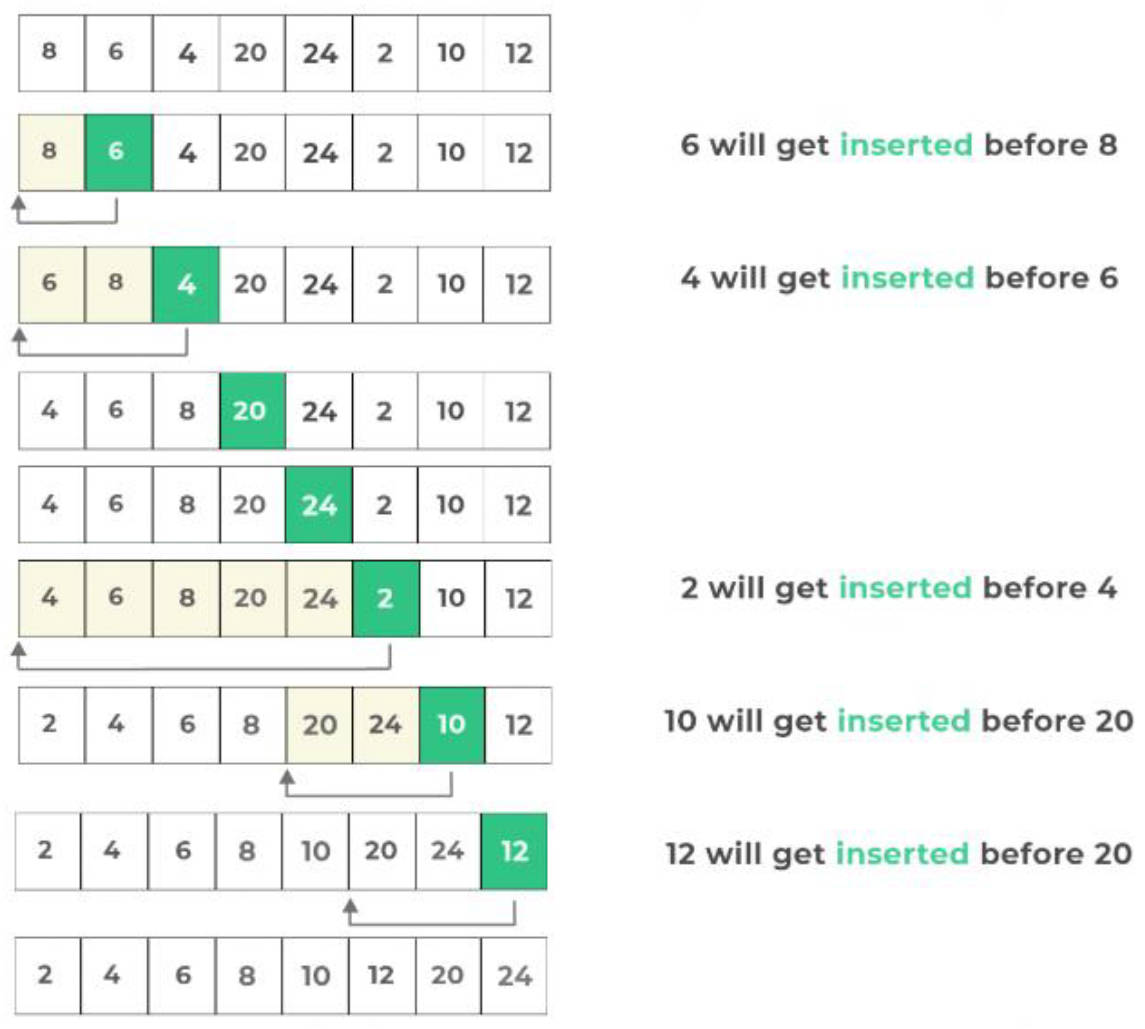 8 6 4 20 24 2 10 12
8 6 4 20 24 2 10 12
6 will get inserted before 8
6 8 4 20 24 2 10 12
4 will get inserted before 6
4 6 8 20 24 2 10 12
4 6 8 20 24 2 10 12
4 6 8 20 24 2 10 12
2 will get inserted before 4
2 4 6 8 20 24 10 12
10 will get inserted before 20
2 4 6 8 10 20 24 12
12 will get inserted before 20
2 4 6 8 10 12 20 24